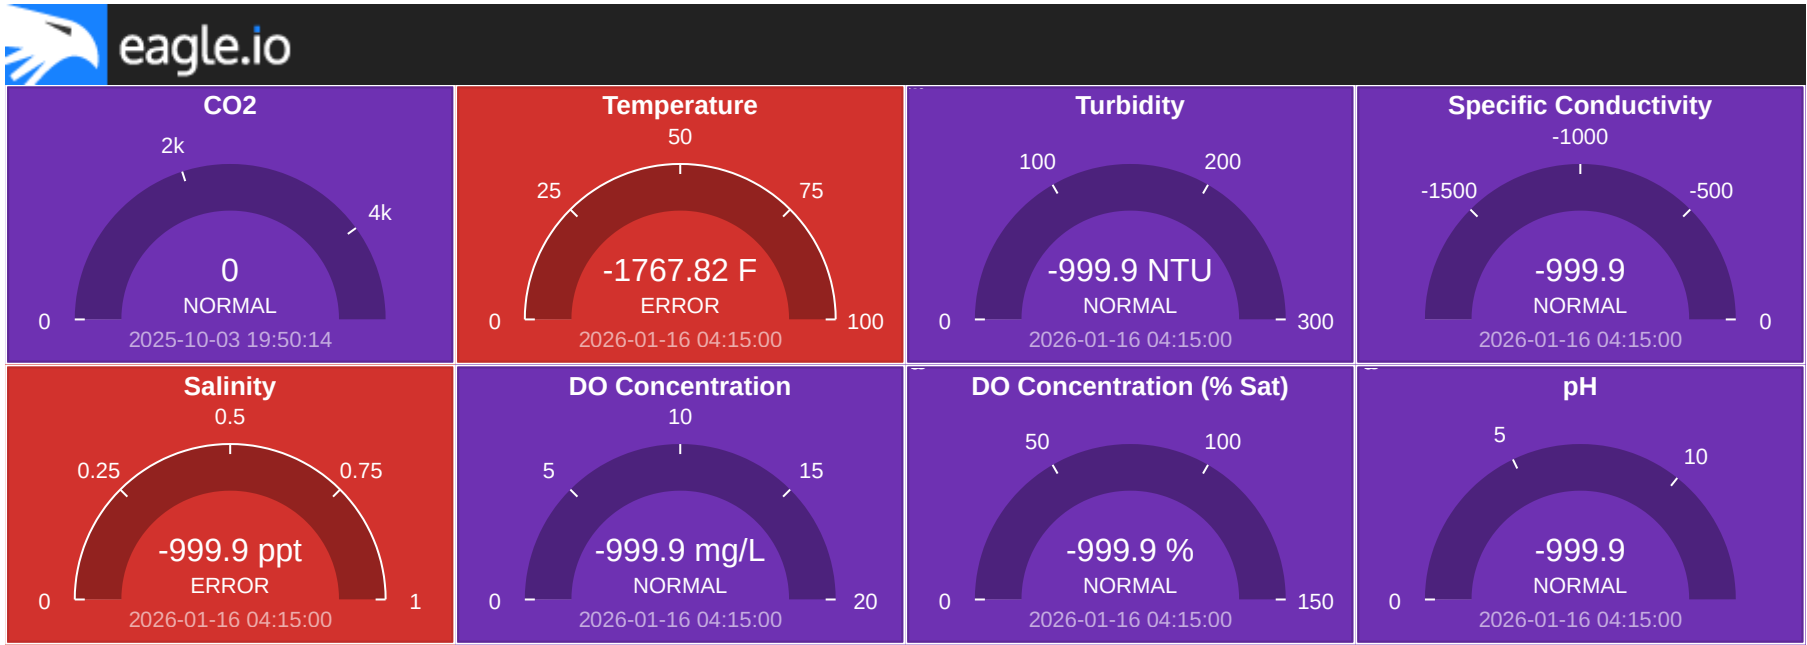 eagle.io
CO2
2k
4k
0
NORMAL
0
2025-10-03 19:50:14
Temperature
50
25
75
-1767.82 F
ERROR
0
100
2026-01-16 04:15:00
Turbidity
100
200
-999.9 NTU
NORMAL
0
300
2026-01-16 04:15:00
Specific Conductivity
-1000
-1500
-500
-999.9
NORMAL
0
2026-01-16 04:15:00
Salinity
0.5
0.25
0.75
-999.9 ppt
ERROR
0
1
2026-01-16 04:15:00
DO Concentration
10
5
15
-999.9 mg/L
NORMAL
0
20
2026-01-16 04:15:00
DO Concentration (% Sat)
50
100
-999.9 %
NORMAL
0
150
2026-01-16 04:15:00
pH
5
10
-999.9
NORMAL
0
2026-01-16 04:15:00